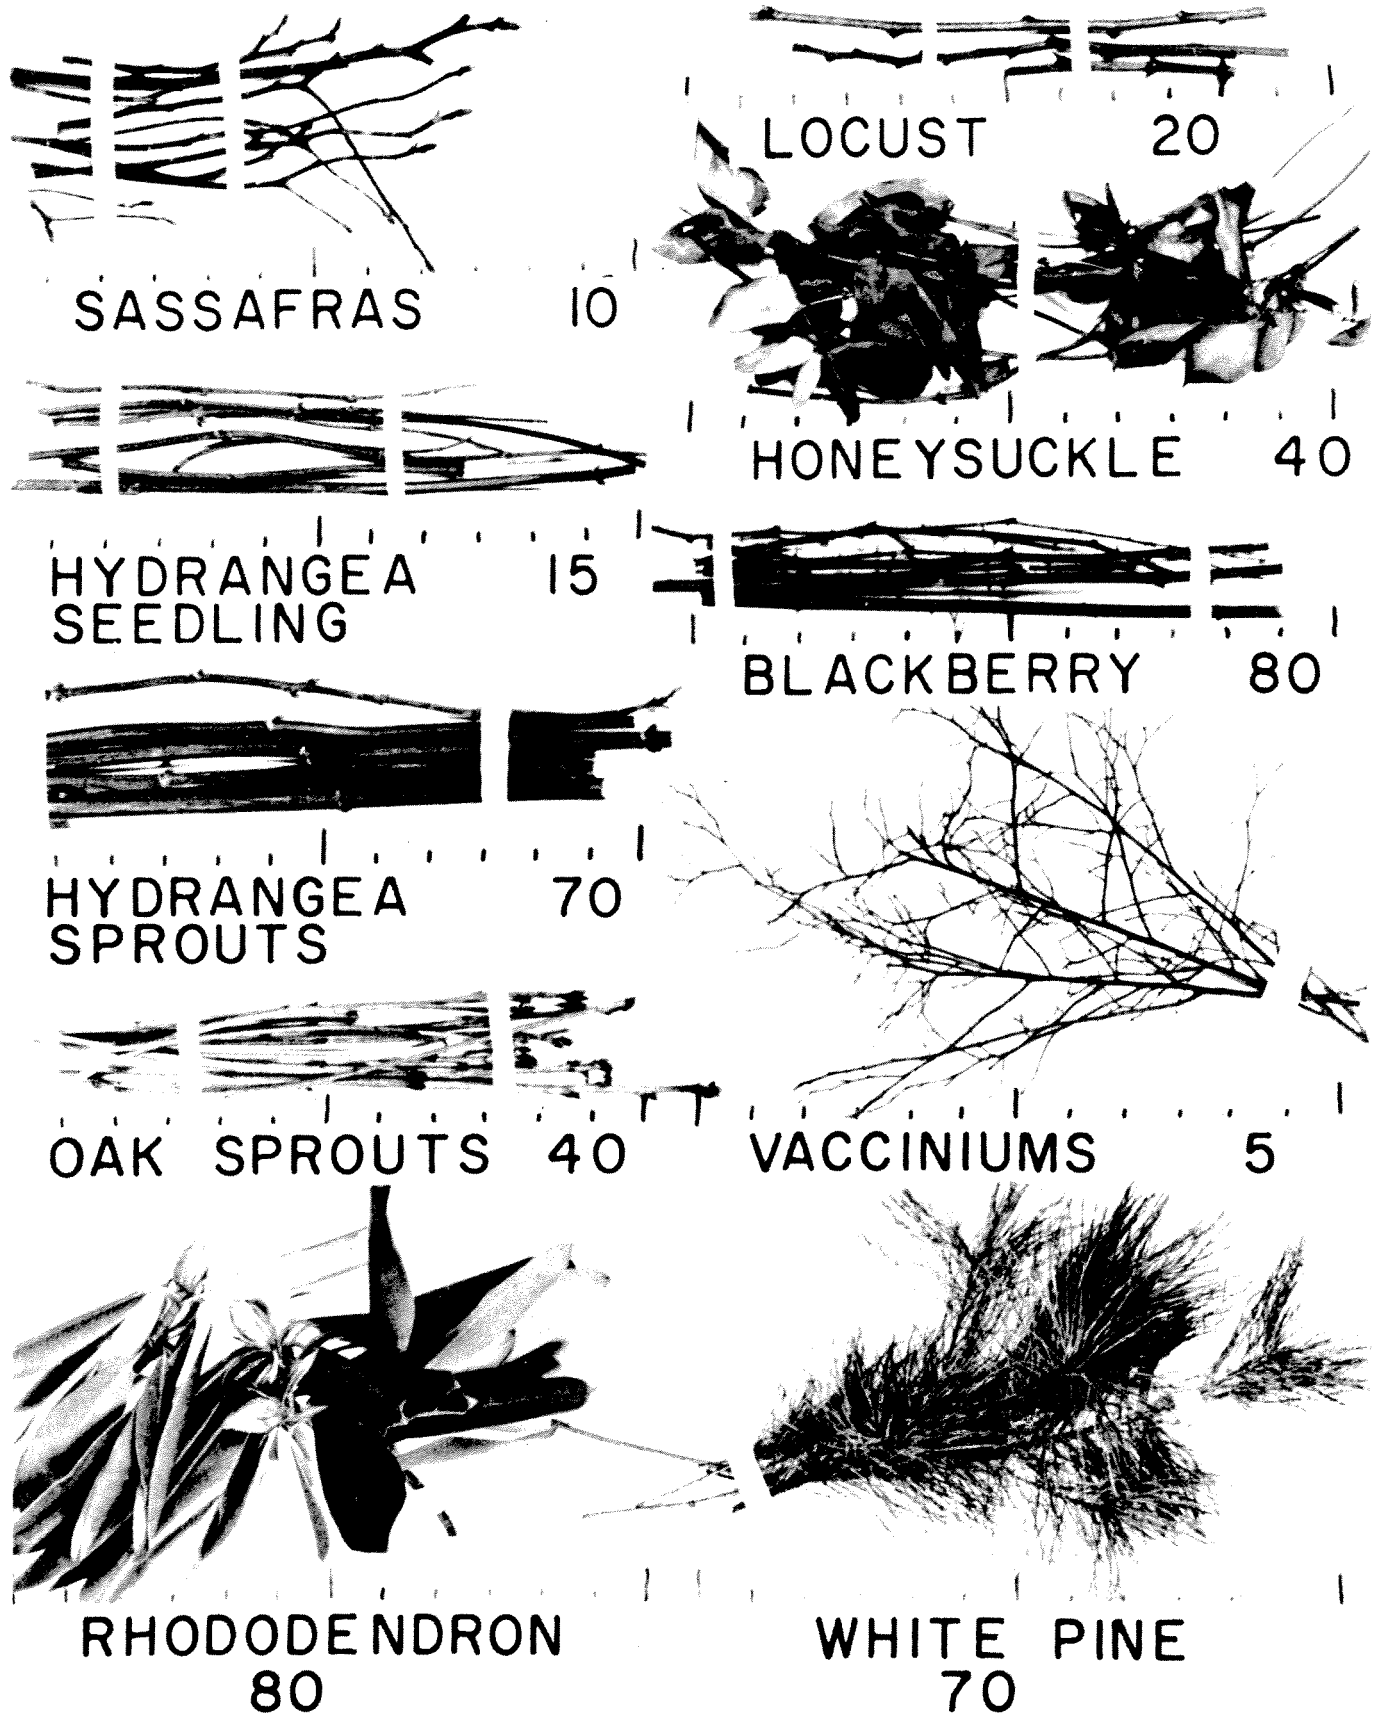 SASSAFRAS 10
HYDRANGEA 15
SEEDLING
HYDRANGEA 70
SPROUTS
OAK SPROUTS 40
RHODODENDRON
80
LOCUST 20
HONEYSUCKLE 40
BLACKBERRY 80
VACCINIUMS 5
WHITE PINE
70